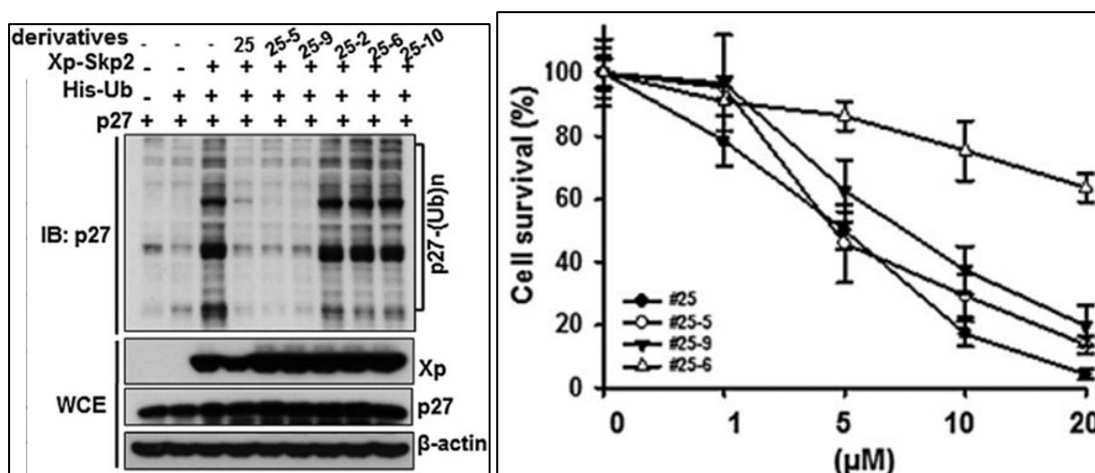 derivatives - - - 25 25-5 25-9 25-2 25-6 25-10
Xp-Skp2 - - + + + + + + + +
His-Ub - + + + + + + + +
p27 + + + + + + + + +
IB: p27
p27-(Ub)n
WCE
Xp
p27
β-actin
Cell survival (%)
100
80
60
40
20
0
#25
#25-5
#25-9
#25-6
0 1 5 10 20
(μM)